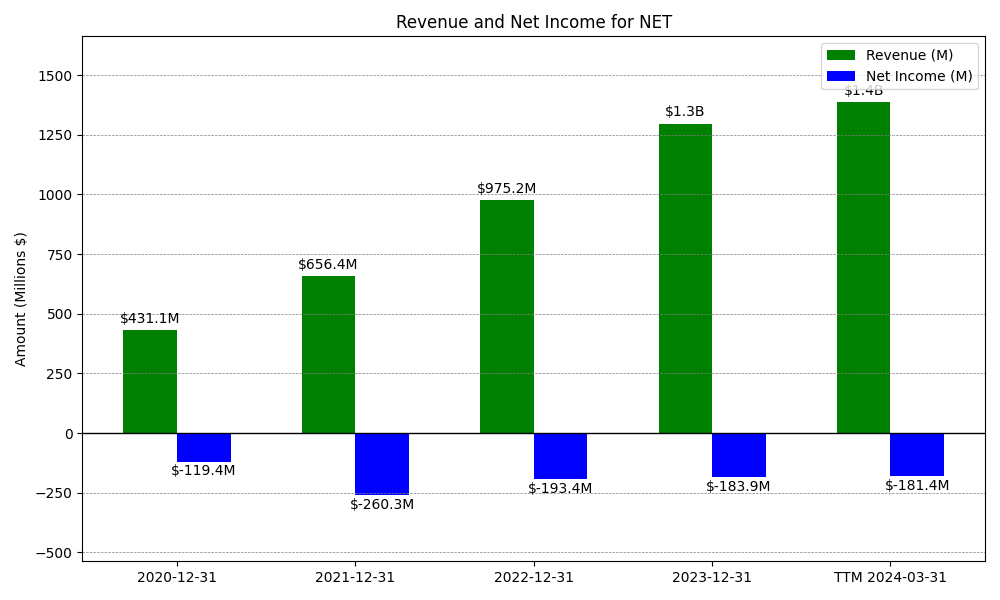 Revenue and Net Income for NET
Revenue (M)
Net Income (M)
Amount (Millions $)
1500
1250
1000
750
500
250
0
−250
−500
$431.1M
$656.4M
$975.2M
$1.3B
$1.4B
$-119.4M
$-260.3M
$-193.4M
$-183.9M
$-181.4M
2020-12-31
2021-12-31
2022-12-31
2023-12-31
TTM 2024-03-31